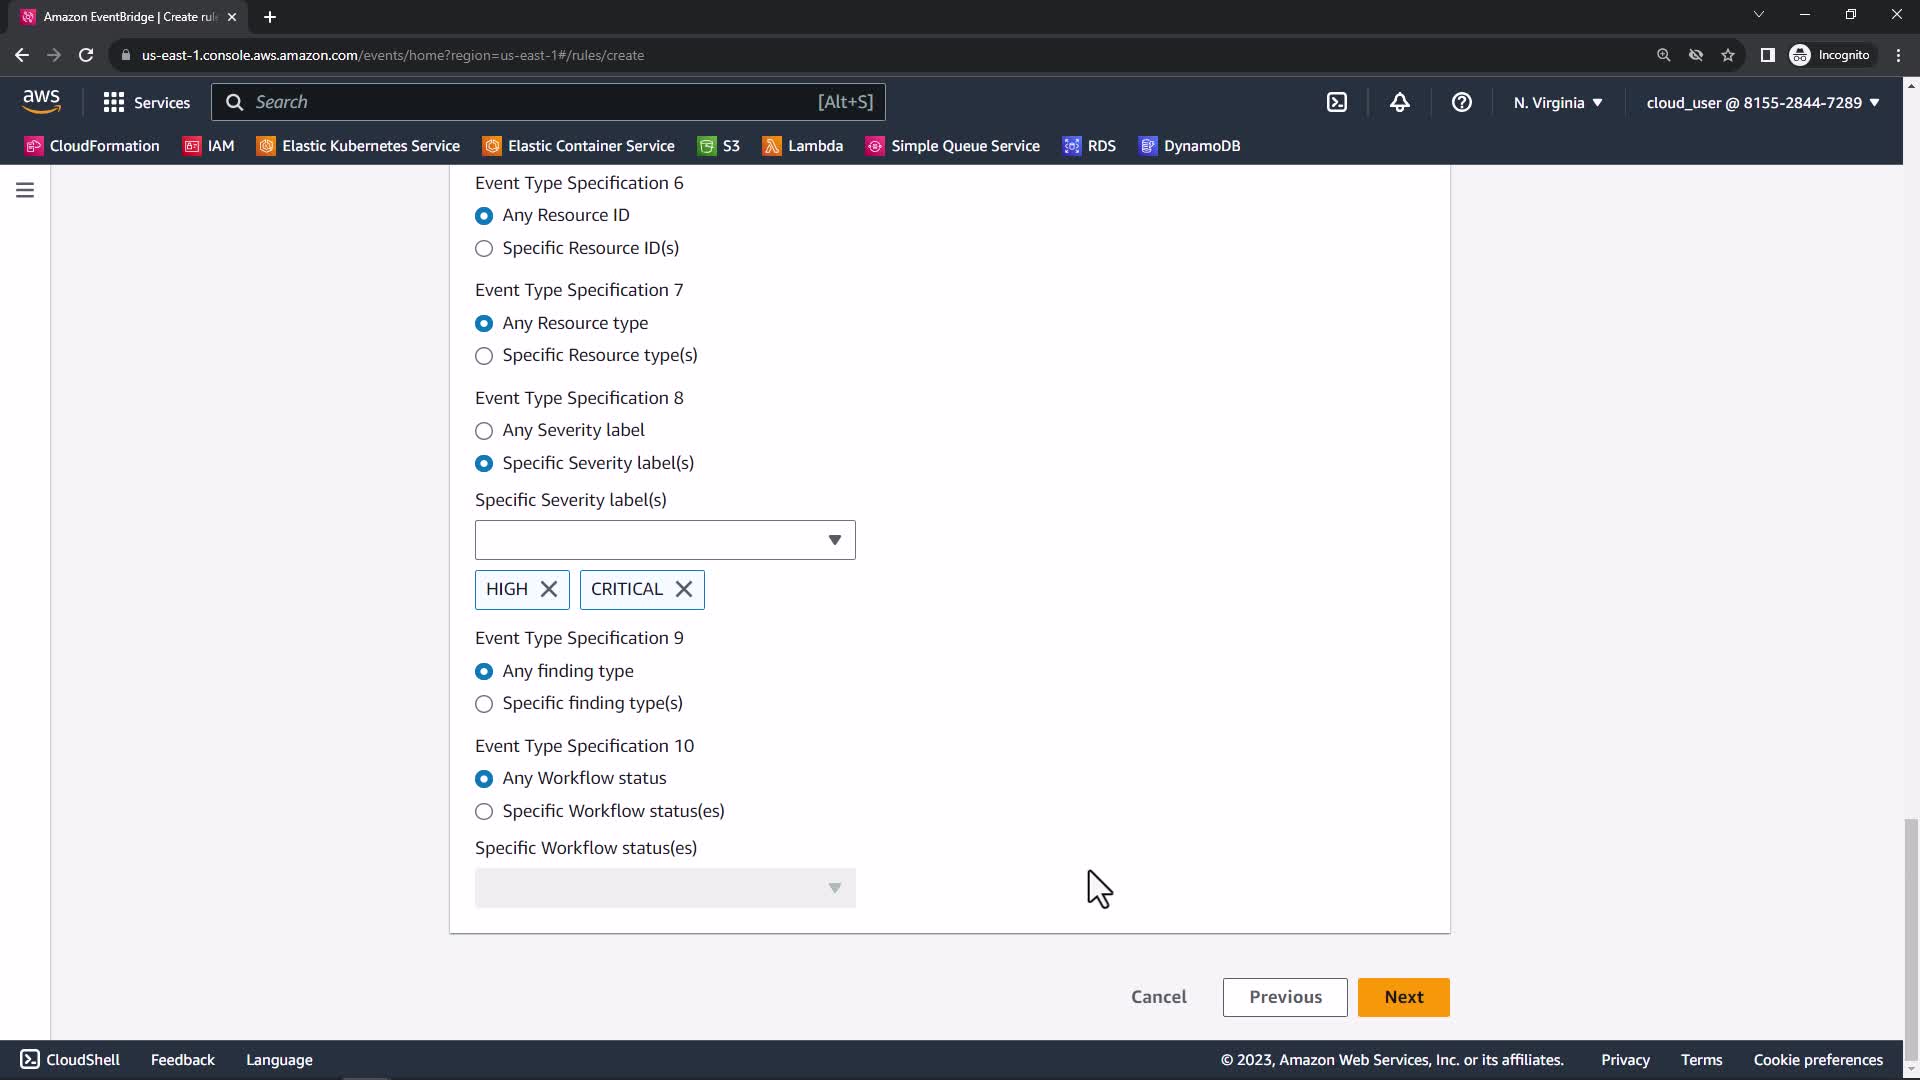 Amazon EventBridge | Create rul
us-east-1.console.aws.amazon.com/events/home?region=us-east-1#/rules/create
Incognito
aws
Services
Search
[Alt+S]
N. Virginia
cloud_user @ 8155-2844-7289
CloudFormation
IAM
Elastic Kubernetes Service
Elastic Container Service
S3
Lambda
Simple Queue Service
RDS
DynamoDB
Event Type Specification 6
Any Resource ID
Specific Resource ID(s)
Event Type Specification 7
Any Resource type
Specific Resource type(s)
Event Type Specification 8
Any Severity label
Specific Severity label(s)
Specific Severity label(s)
HIGH
CRITICAL
Event Type Specification 9
Any finding type
Specific finding type(s)
Event Type Specification 10
Any Workflow status
Specific Workflow status(es)
Specific Workflow status(es)
Cancel
Previous
Next
CloudShell
Feedback
Language
© 2023, Amazon Web Services, Inc. or its affiliates.
Privacy
Terms
Cookie preferences